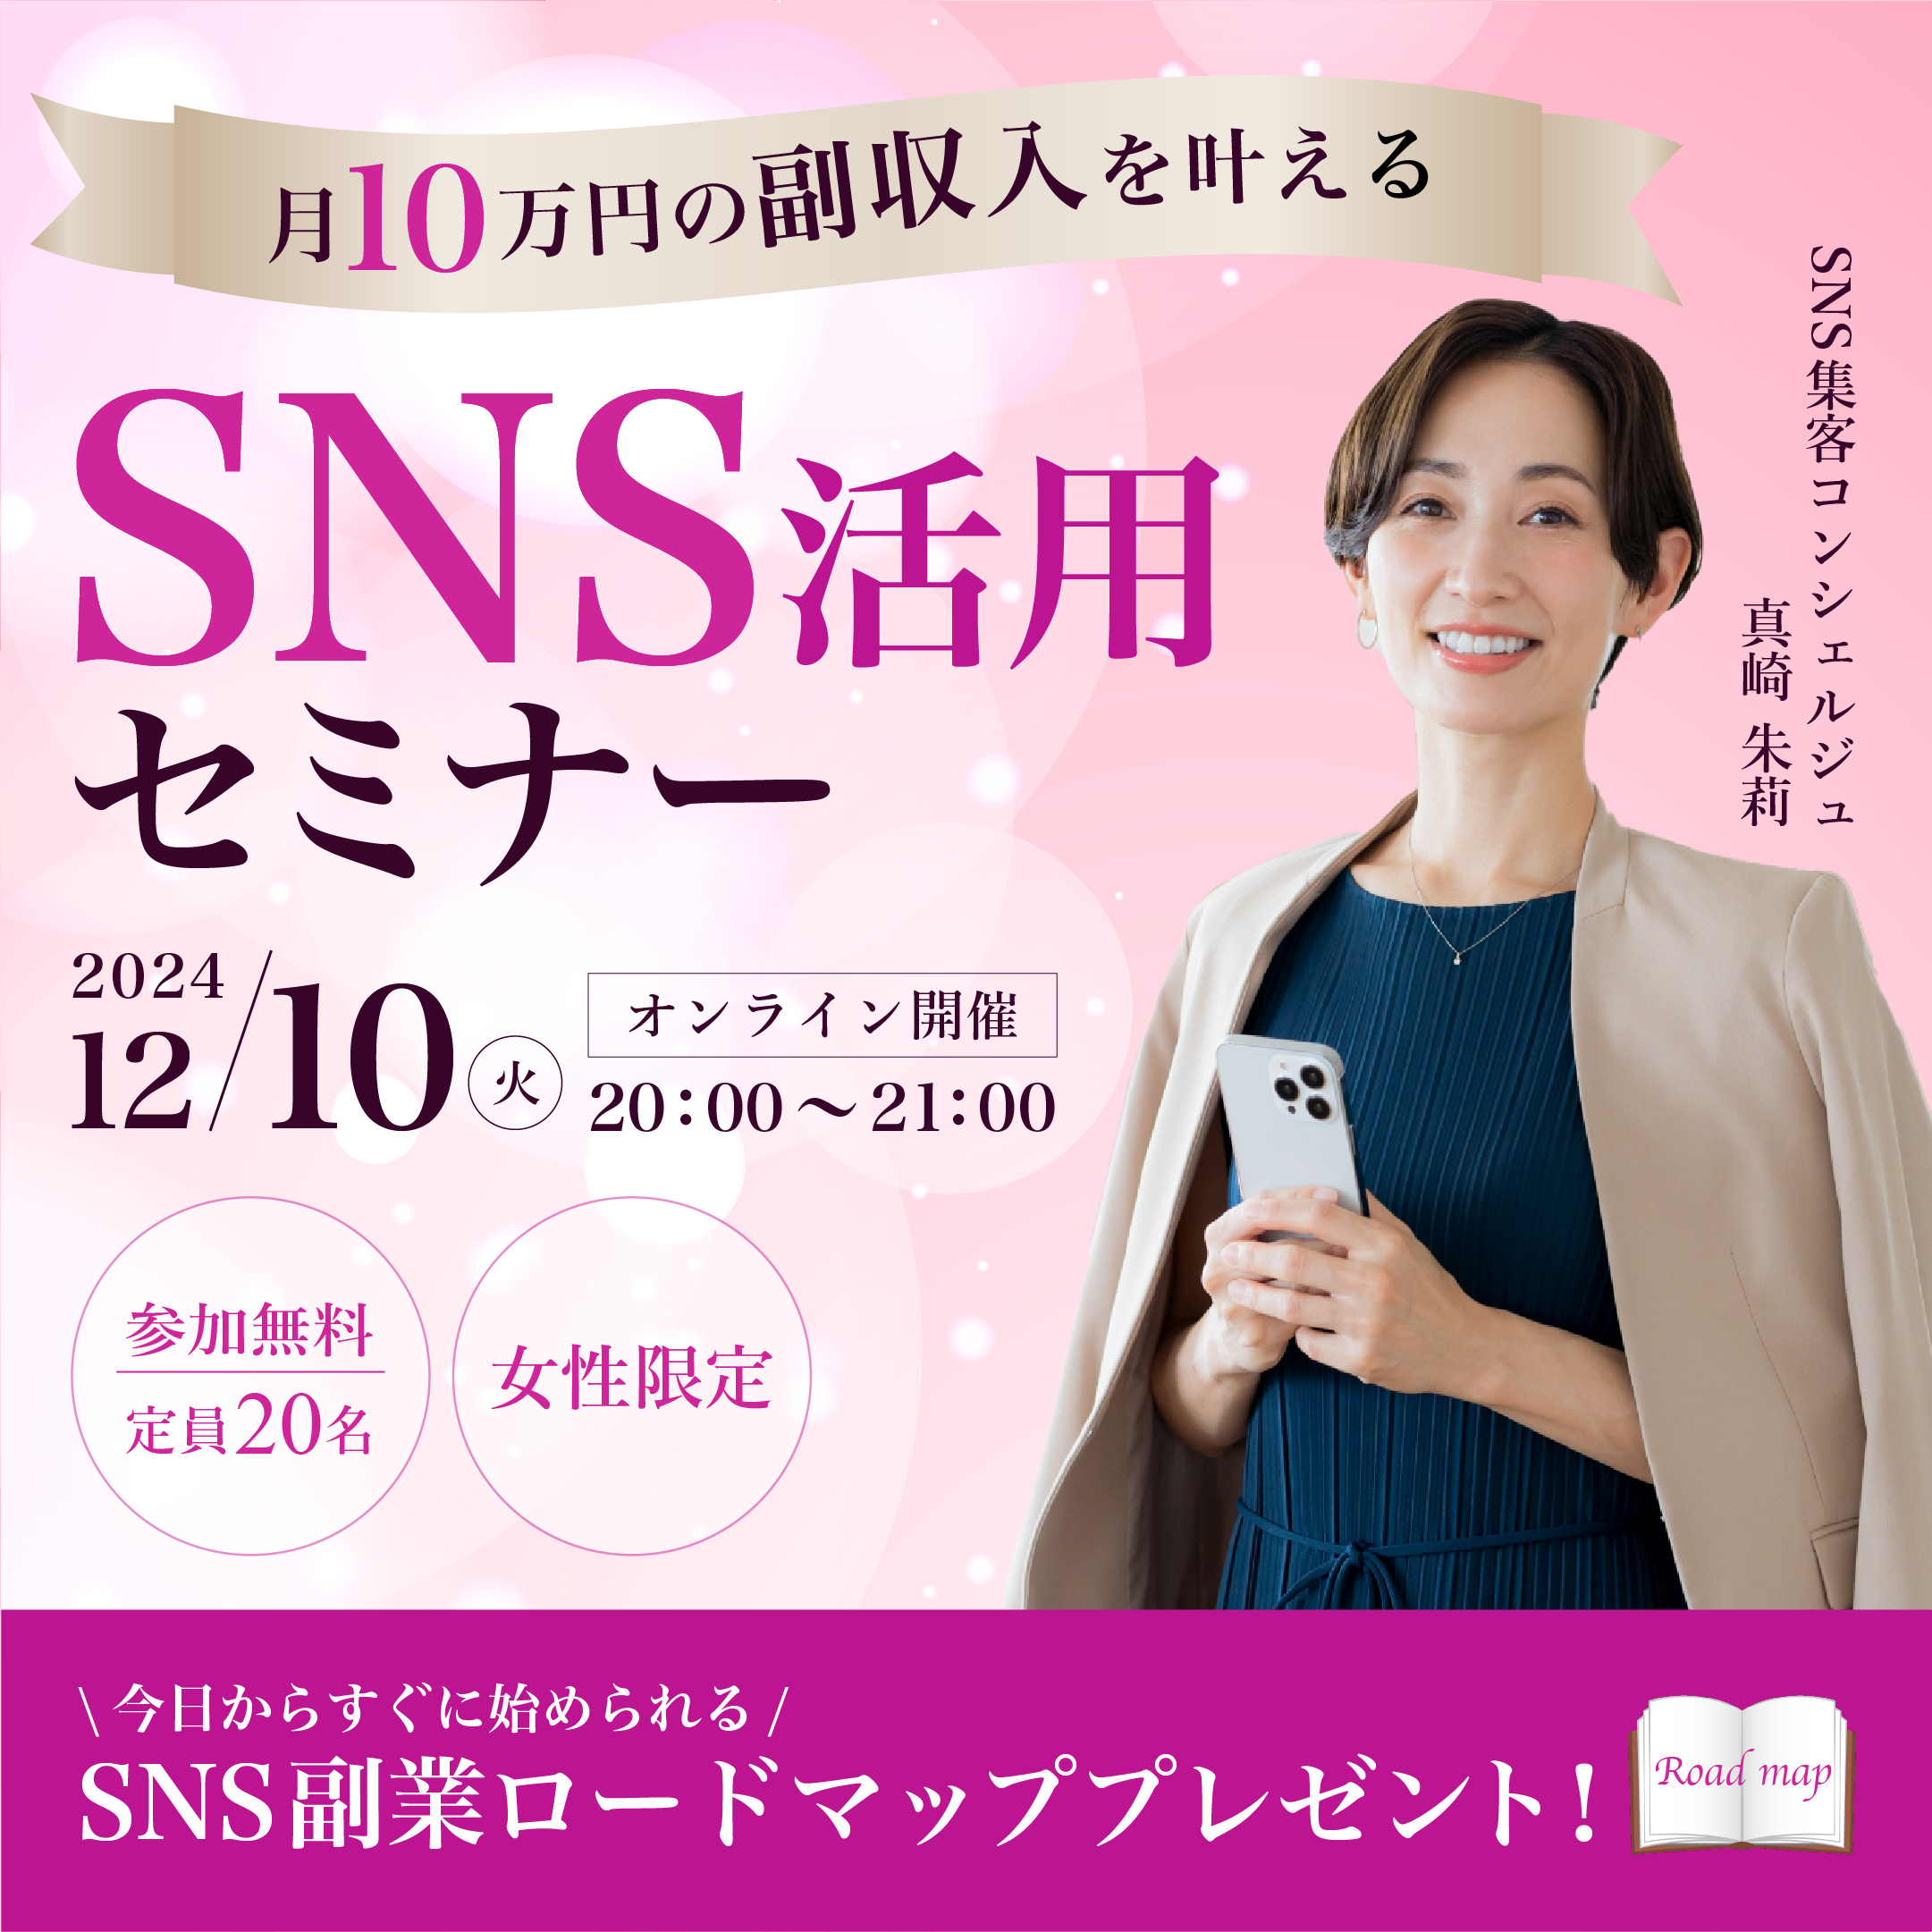 月10万円の副収入を叶える
SNS活用
セミナー
SNS集客コンシェルジュ
真崎 朱莉
2024
12/10 火
オンライン開催
20:00～21:00
参加無料
定員20名
女性限定
\ 今日からすぐに始められる /
SNS副業ロードマッププレゼント!
Road map